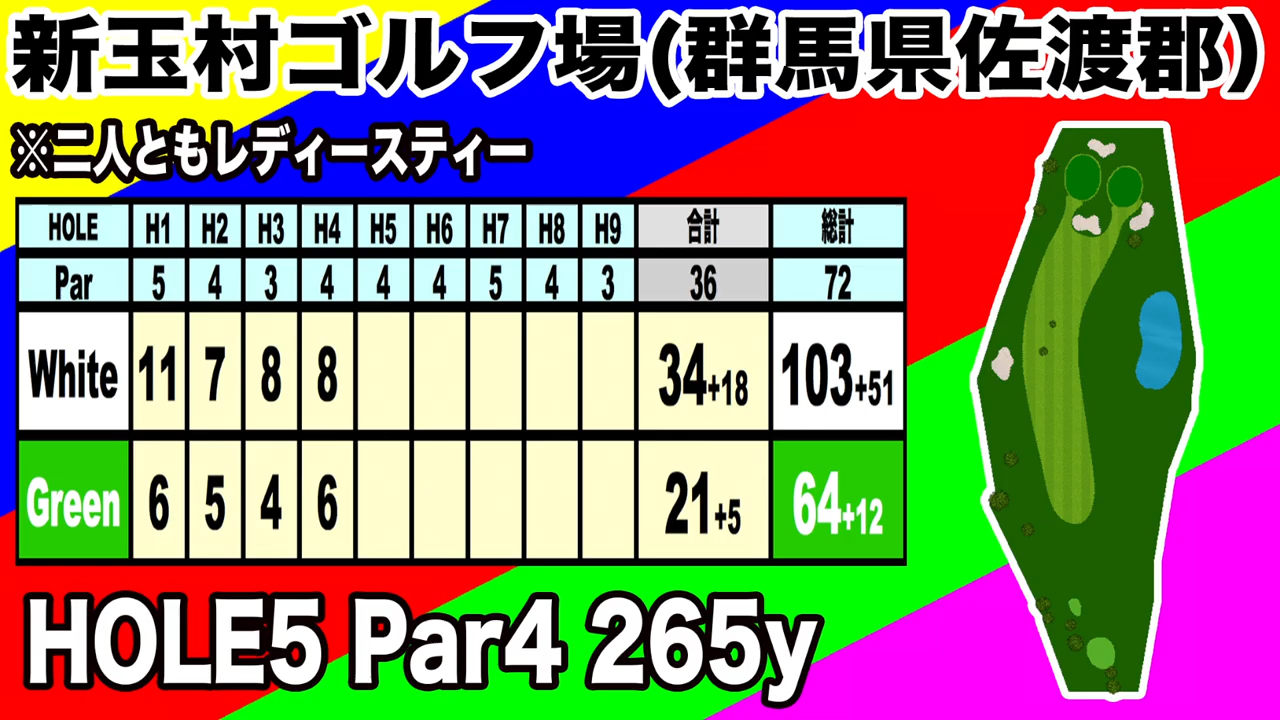 新玉村ゴルフ場(群馬県佐渡郡)
※二人ともレディースティー
HOLE H1 H2 H3 H4 H5 H6 H7 H8 H9 合計 総計
Par 5 4 3 4 4 4 5 4 3 36 72
White 11 7 8 8 34+18 103+51
Green 6 5 4 6 21+5 64+12
HOLE5 Par4 265y